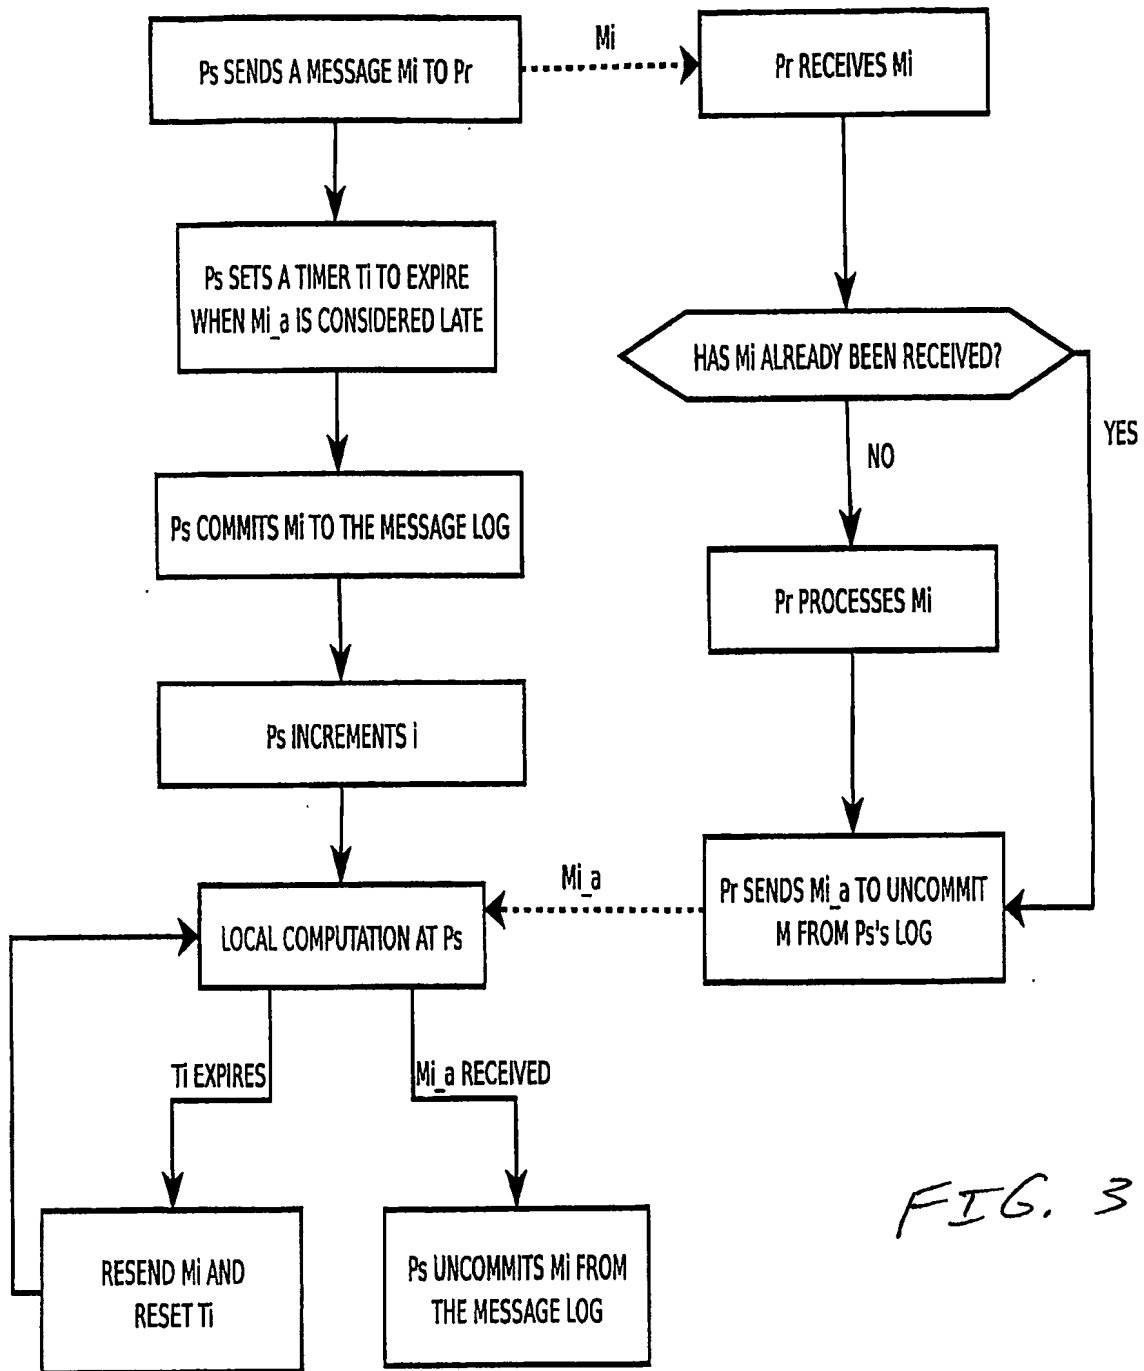 Ps SENDS A MESSAGE Mi TO Pr
Mi
Pr RECEIVES Mi
Ps SETS A TIMER Ti TO EXPIRE
WHEN Mi_a IS CONSIDERED LATE
HAS Mi ALREADY BEEN RECEIVED?
YES
NO
Ps COMMITS Mi TO THE MESSAGE LOG
Pr PROCESSES Mi
Ps INCREMENTS i
Mi_a
Pr SENDS Mi_a TO UNCOMMIT
M FROM Ps's LOG
LOCAL COMPUTATION AT Ps
Ti EXPIRES
Mi_a RECEIVED
RESEND Mi AND
RESET Ti
Ps UNCOMMITS Mi FROM
THE MESSAGE LOG
FIG. 3